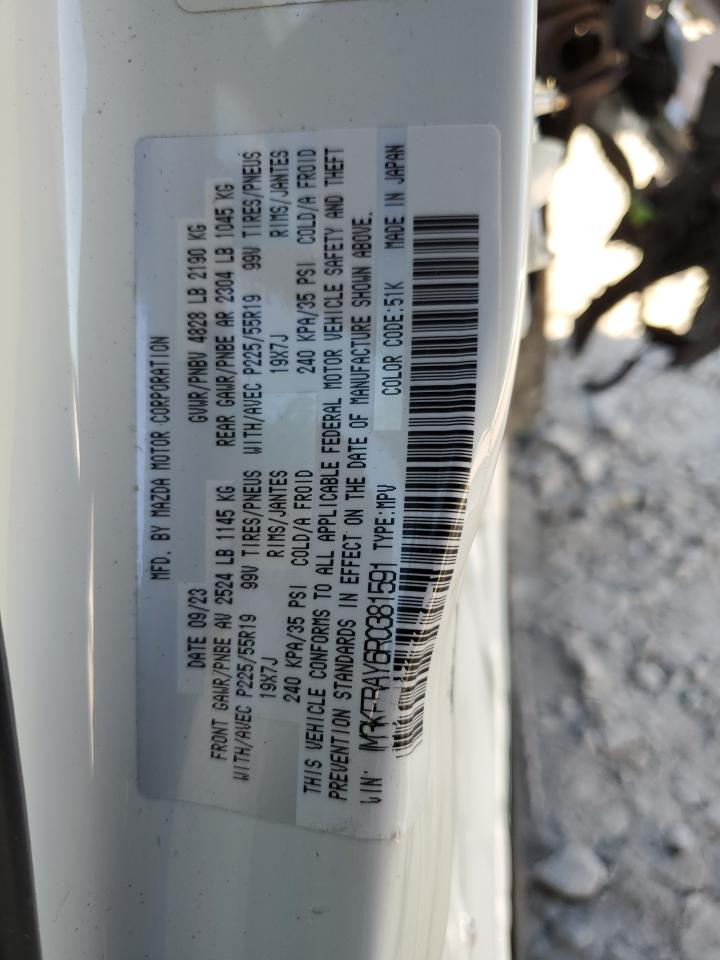 MFD. BY MAZDA MOTOR CORPORATION
DATE 09/23 GVWR/PNBV 4828 LB 2190 KG
FRONT GAWR/PNBE AV 2524 LB 1145 KG REAR GAWR/PNBE AR 2304 LB 1045 KG
WITH/AVEC P225/55R19 99V TIRES/PNEUS WITH/AVEC P225/55R19 99V TIRES/PNEUS
19X7J RIMS/JANTES 19X7J RIMS/JANTES
240 KPA/35 PSI COLD/A FROID 240 KPA/35 PSI COLD/A FROID
THIS VEHICLE CONFORMS TO ALL APPLICABLE FEDERAL MOTOR VEHICLE SAFETY AND THEFT
PREVENTION STANDARDS IN EFFECT ON THE DATE OF MANUFACTURE SHOWN ABOVE.
VIN: JM3KFBAY6R0381591 TYPE:MPV COLOR CODE:51K MADE IN JAPAN